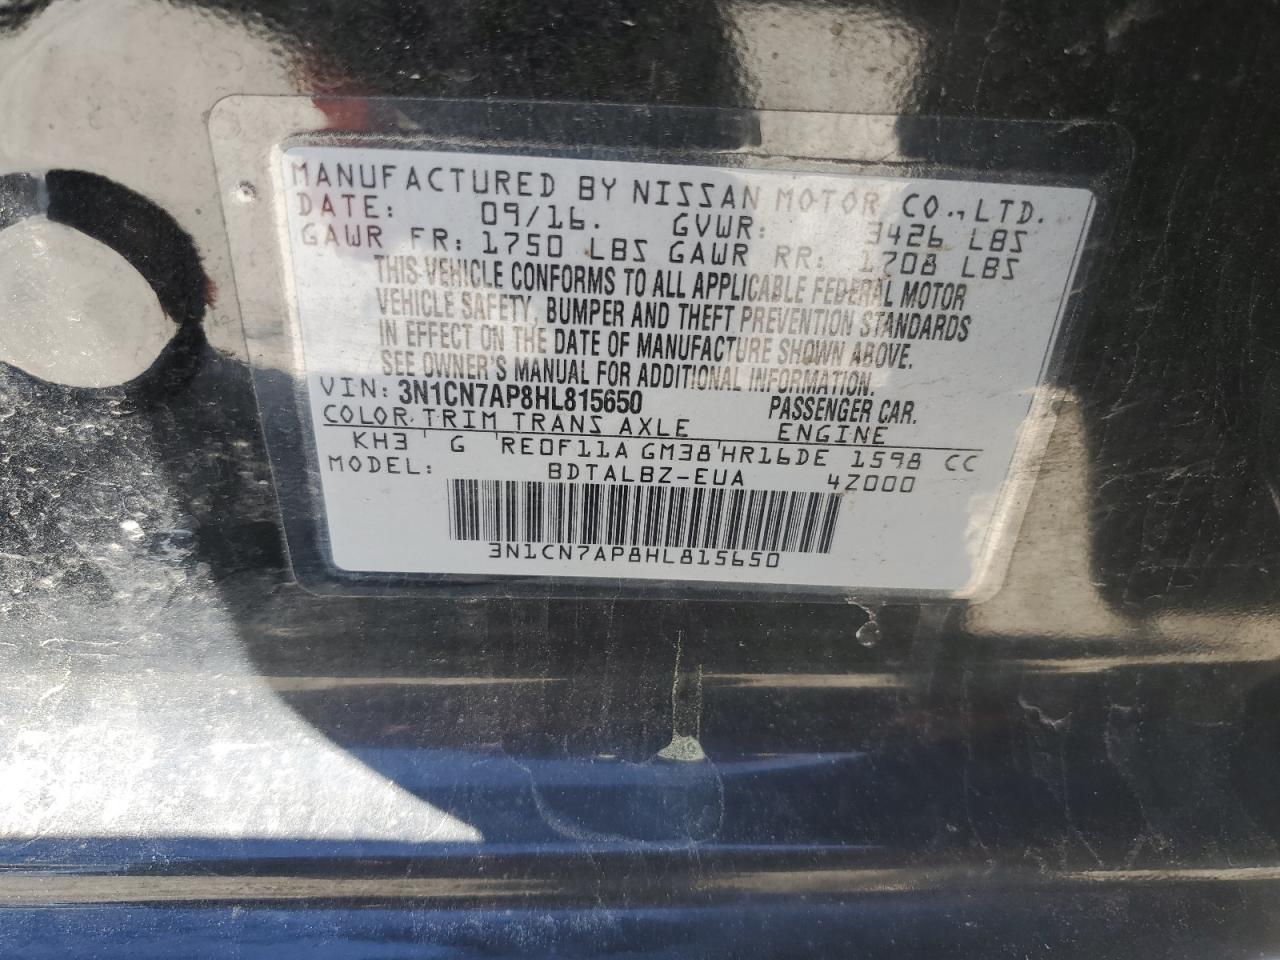 MANUFACTURED BY NISSAN MOTOR CO.,LTD.
DATE: 09/16. GVWR: 3426 LBS
GAWR FR: 1750 LBS GAWR RR: 1708 LBS
THIS VEHICLE CONFORMS TO ALL APPLICABLE FEDERAL MOTOR
VEHICLE SAFETY, BUMPER AND THEFT PREVENTION STANDARDS
IN EFFECT ON THE DATE OF MANUFACTURE SHOWN ABOVE.
SEE OWNER'S MANUAL FOR ADDITIONAL INFORMATION.
VIN: 3N1CN7AP8HL815650 PASSENGER CAR.
COLOR TRIM TRANS AXLE ENGINE
KH3 G RE0F11A GM38 HR16DE 1598 CC
MODEL: BDTALBZ-EUA 4Z000
3N1CN7AP8HL815650